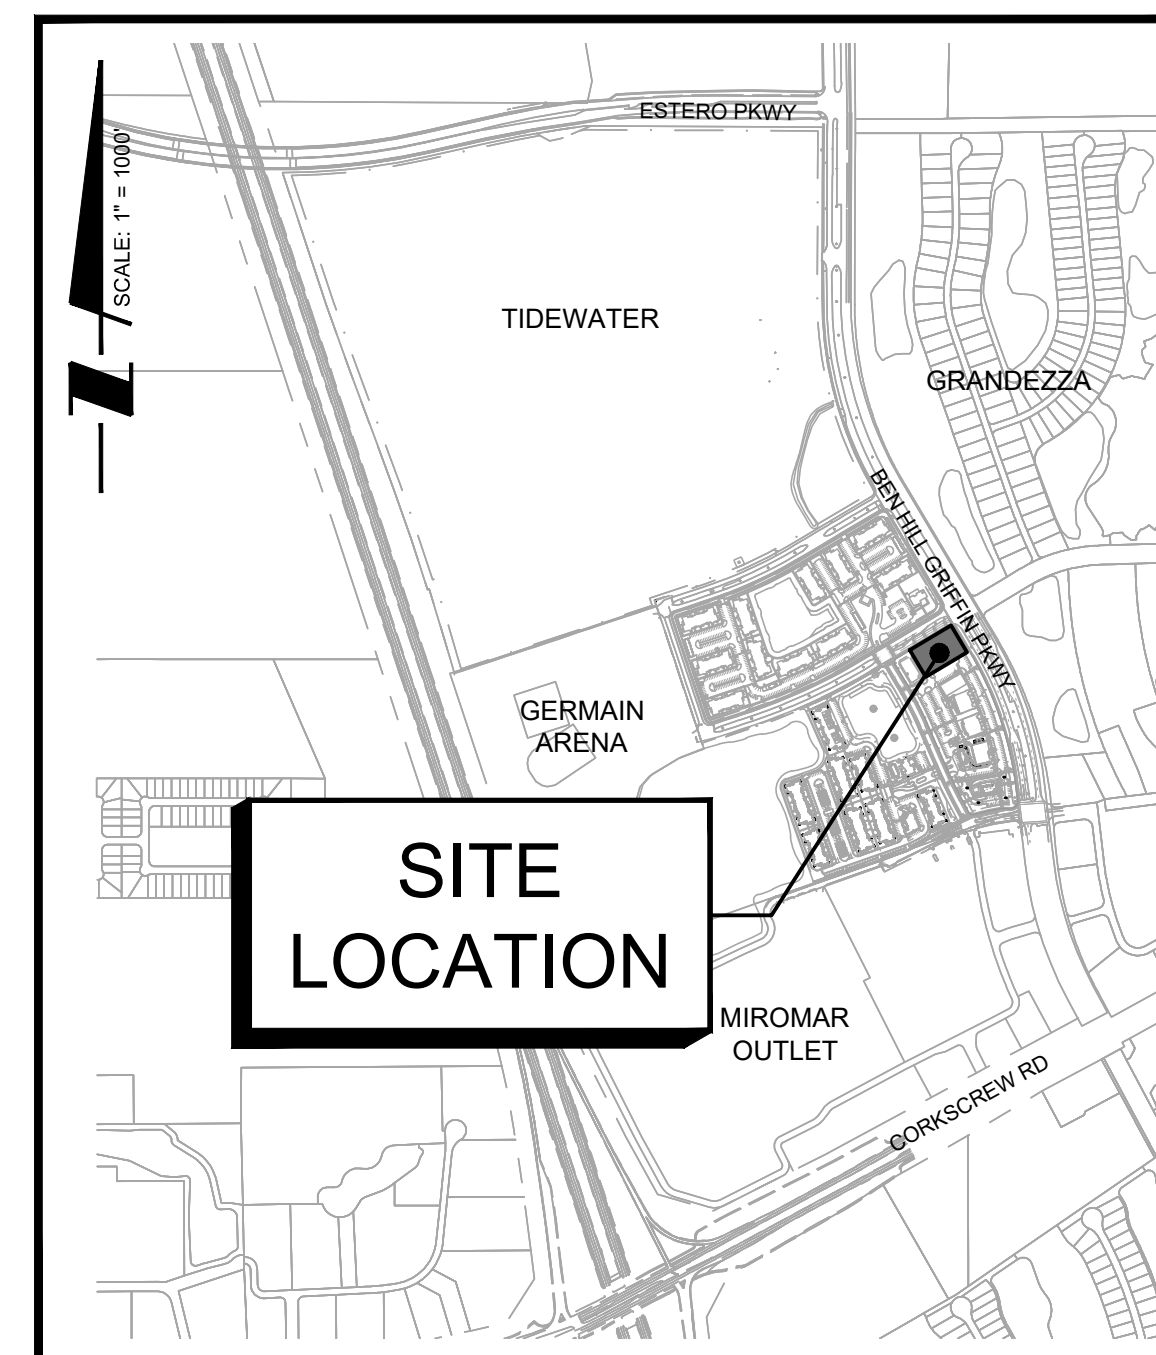 ESTERO PKWY
SCALE: 1" = 1000'
TIDEWATER
GRANDEZZA
BEN HILL GRIFFIN PKWY
GERMAIN
ARENA
SITE
LOCATION
MIROMAR
OUTLET
CORKSCREW RD